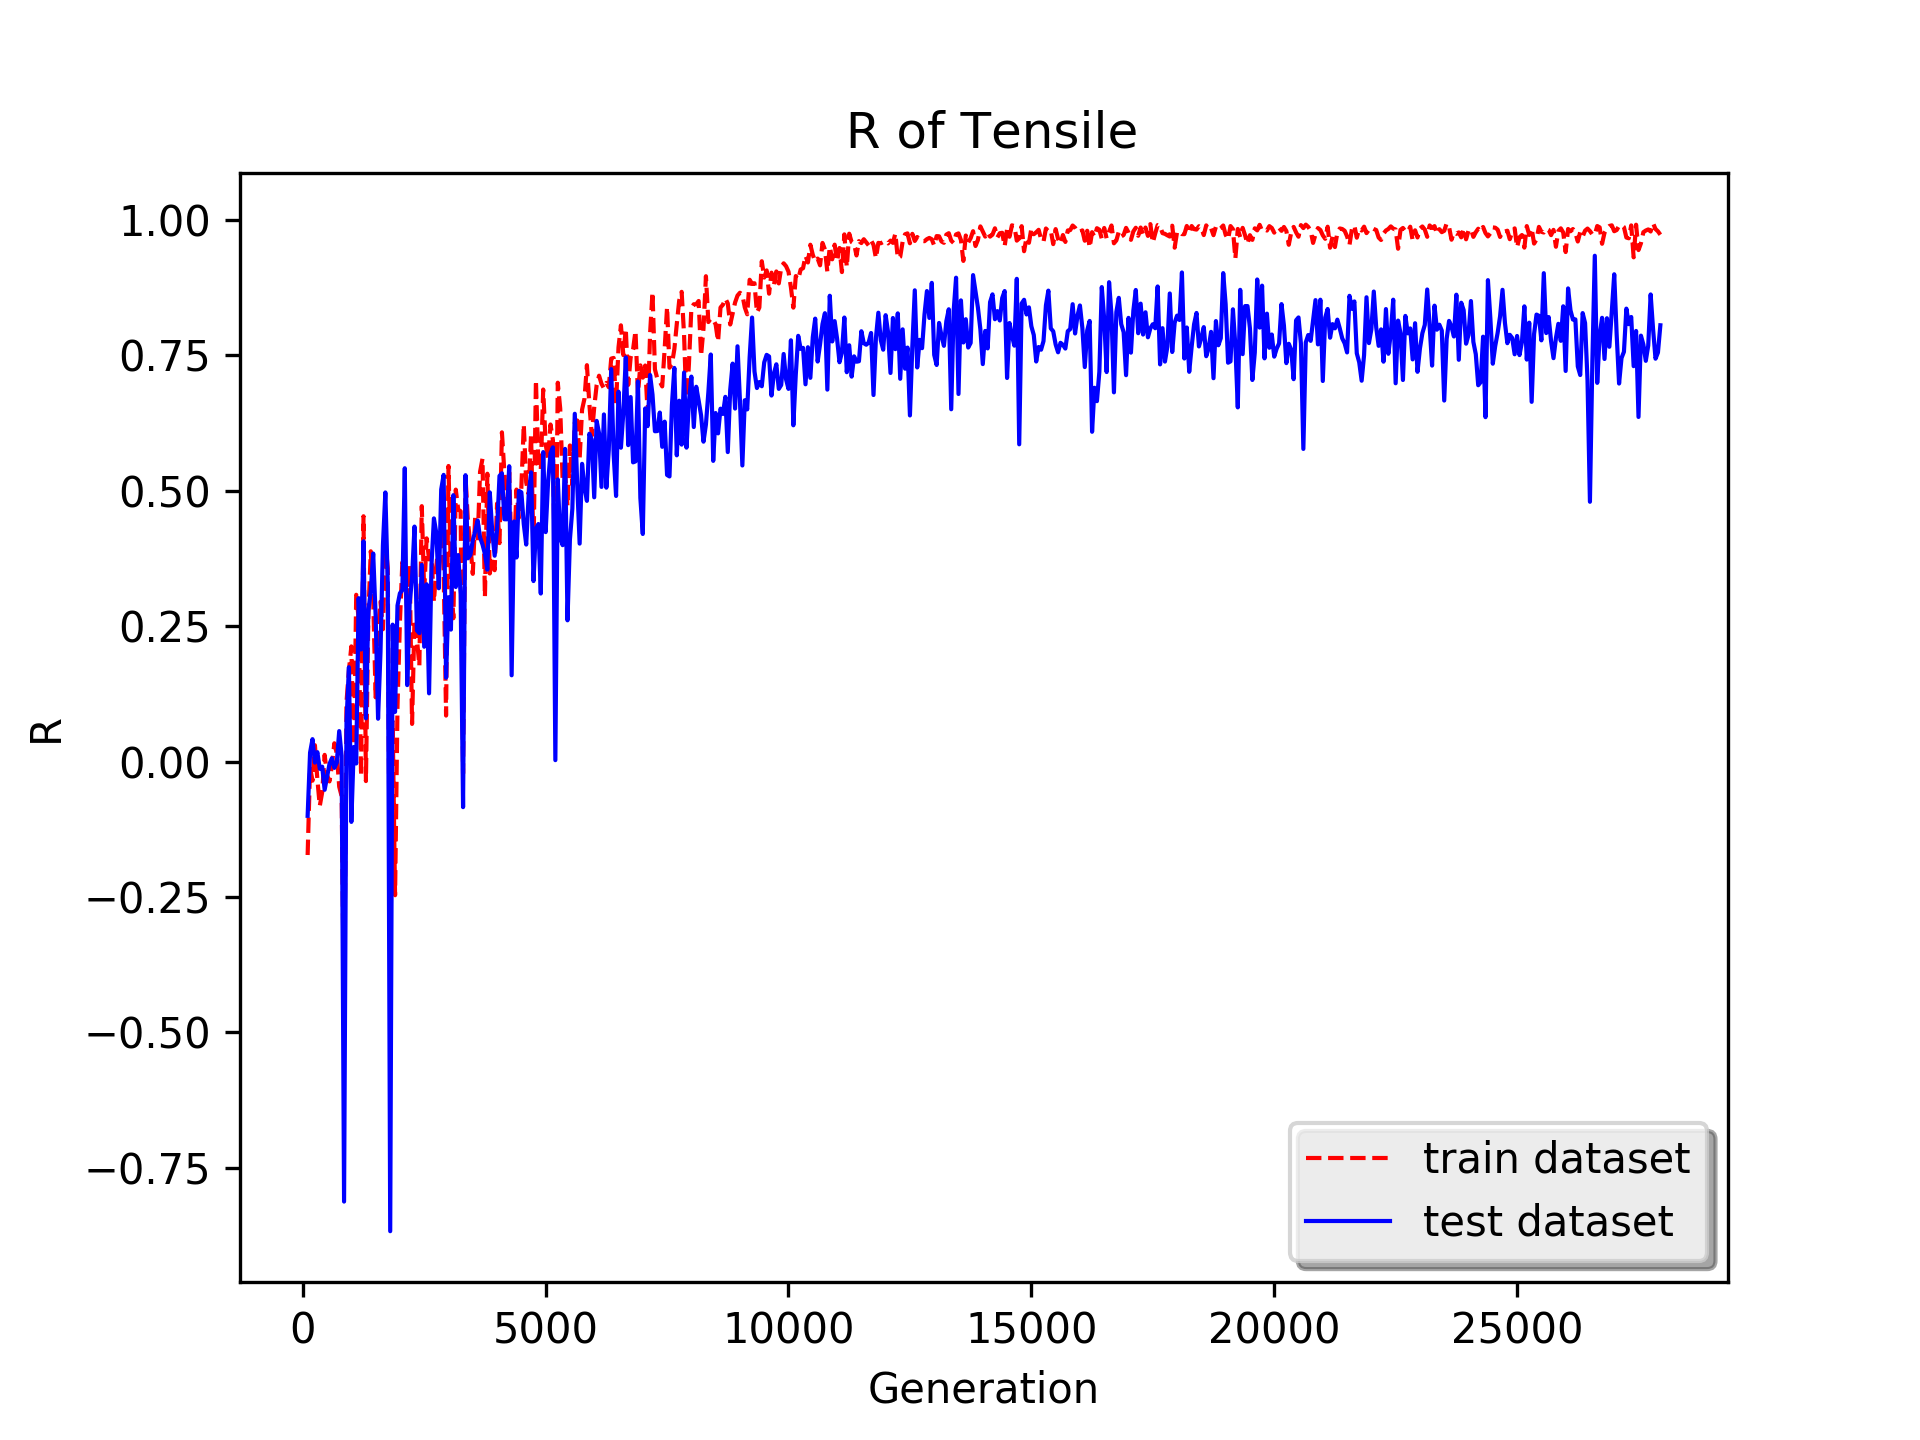 R of Tensile
1.00
0.75
0.50
0.25
0.00
−0.25
−0.50
−0.75
R
train dataset
test dataset
0 5000 10000 15000 20000 25000
Generation